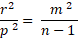 r²/p² = m²/(n − 1)